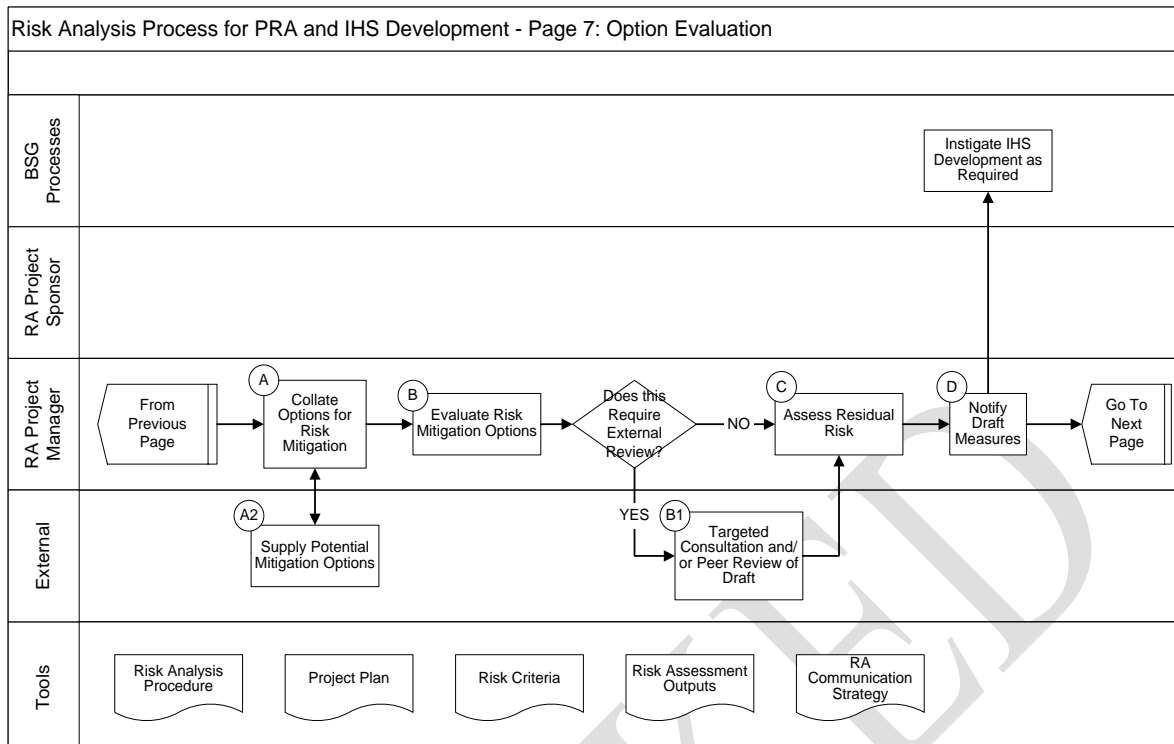 Risk Analysis Process for PRA and IHS Development - Page 7: Option Evaluation
BSG
Processes
Instigate IHS
Development as
Required
RA Project
Sponsor
RA Project
Manager
From
Previous
Page
A
Collate
Options for
Risk
Mitigation
B
Evaluate Risk
Mitigation Options
Does this
Require
External
Review?
NO
C
Assess Residual
Risk
D
Notify
Draft
Measures
Go To
Next
Page
External
A2
Supply Potential
Mitigation Options
YES
B1
Targeted
Consultation and/
or Peer Review of
Draft
Tools
Risk Analysis
Procedure
Project Plan
Risk Criteria
Risk Assessment
Outputs
RA
Communication
Strategy
KED